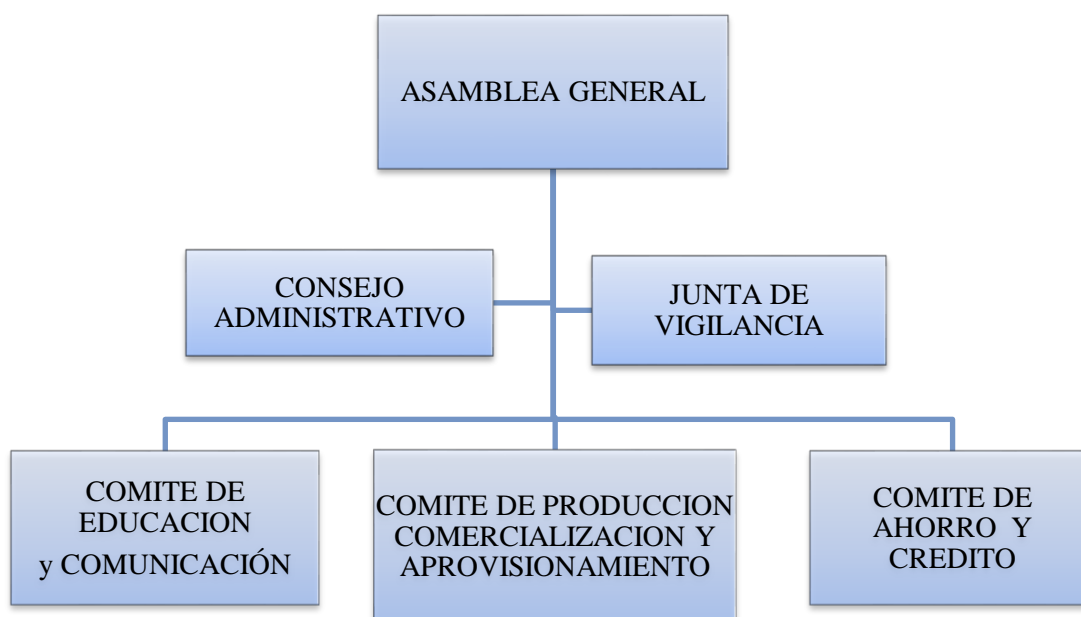 ASAMBLEA GENERAL
CONSEJO
ADMINISTRATIVO
JUNTA DE
VIGILANCIA
COMITE DE
EDUCACION
y COMUNICACIÓN
COMITE DE PRODUCCION
COMERCIALIZACION Y
APROVISIONAMIENTO
COMITE DE
AHORRO Y
CREDITO